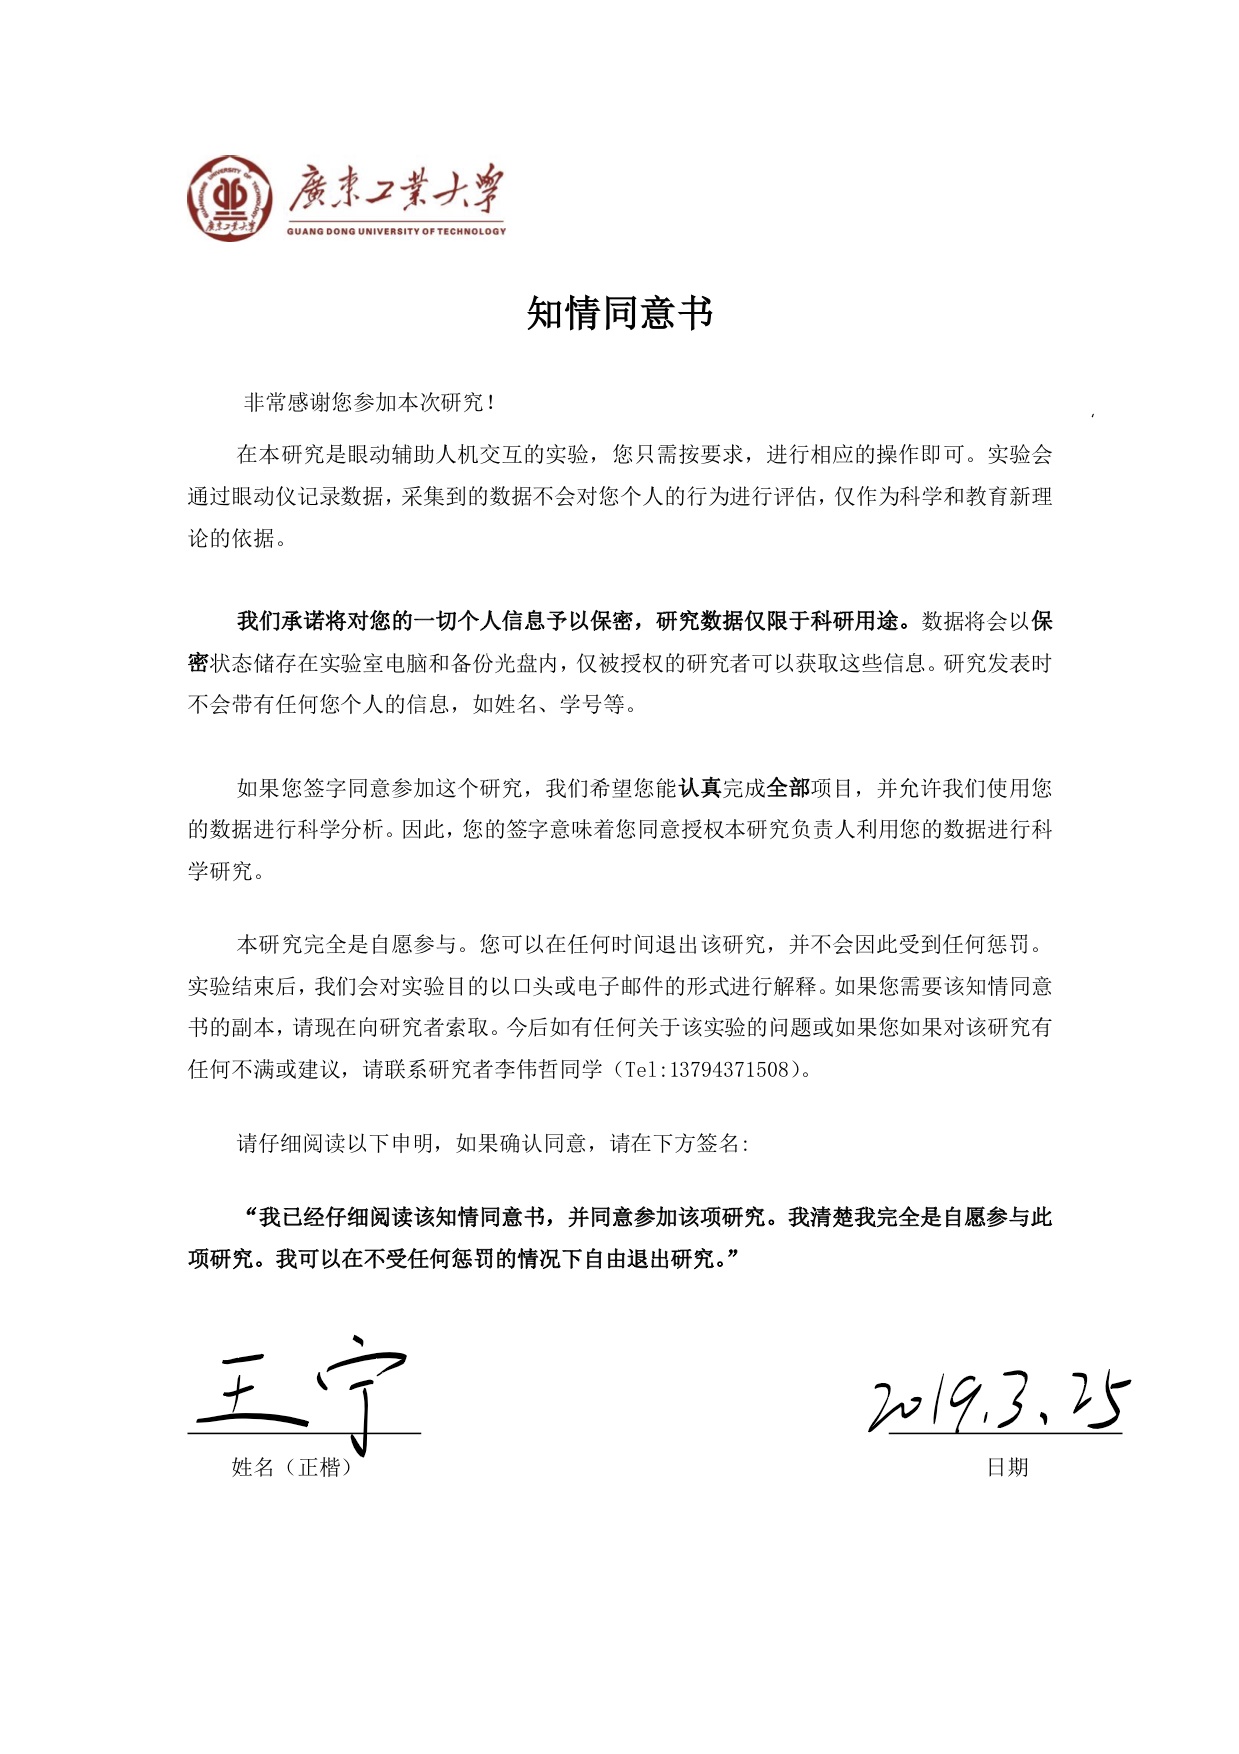 廣東工業大學
GUANG DONG UNIVERSITY OF TECHNOLOGY
知情同意书
非常感谢您参加本次研究！
在本研究是眼动辅助人机交互的实验，您只需按要求，进行相应的操作即可。实验会
通过眼动仪记录数据，采集到的数据不会对您个人的行为进行评估，仅作为科学和教育新理
论的依据。
我们承诺将对您的一切个人信息予以保密，研究数据仅限于科研用途。数据将会以保
密状态储存在实验室电脑和备份光盘内，仅被授权的研究者可以获取这些信息。研究发表时
不会带有任何您个人的信息，如姓名、学号等。
如果您签字同意参加这个研究，我们希望您能认真完成全部项目，并允许我们使用您
的数据进行科学分析。因此，您的签字意味着您同意授权本研究负责人利用您的数据进行科
学研究。
本研究完全是自愿参与。您可以在任何时间退出该研究，并不会因此受到任何惩罚。
实验结束后，我们会对实验目的以口头或电子邮件的形式进行解释。如果您需要该知情同意
书的副本，请现在向研究者索取。今后如有任何关于该实验的问题或如果您如果对该研究有
任何不满或建议，请联系研究者李伟哲同学（Tel:13794371508）。
请仔细阅读以下申明，如果确认同意，请在下方签名:
“我已经仔细阅读该知情同意书，并同意参加该项研究。我清楚我完全是自愿参与此
项研究。我可以在不受任何惩罚的情况下自由退出研究。”
王宁 2019.3、25
姓名（正楷） 日期